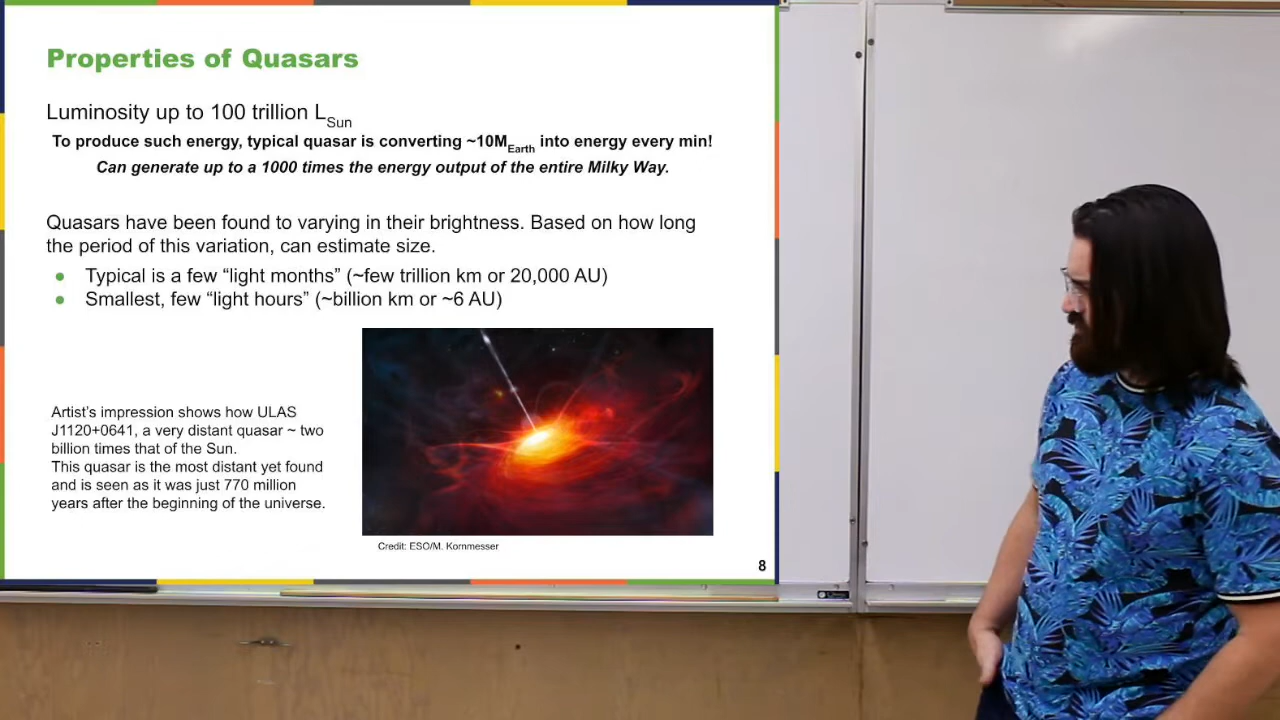 Properties of Quasars
Luminosity up to 100 trillion LSun
To produce such energy, typical quasar is converting ~10MEarth into energy every min!
Can generate up to a 1000 times the energy output of the entire Milky Way.
Quasars have been found to varying in their brightness. Based on how long
the period of this variation, can estimate size.
● Typical is a few “light months” (~few trillion km or 20,000 AU)
● Smallest, few “light hours” (~billion km or ~6 AU)
Artist's impression shows how ULAS
J1120+0641, a very distant quasar ~ two
billion times that of the Sun.
This quasar is the most distant yet found
and is seen as it was just 770 million
years after the beginning of the universe.
Credit: ESO/M. Kornmesser
8